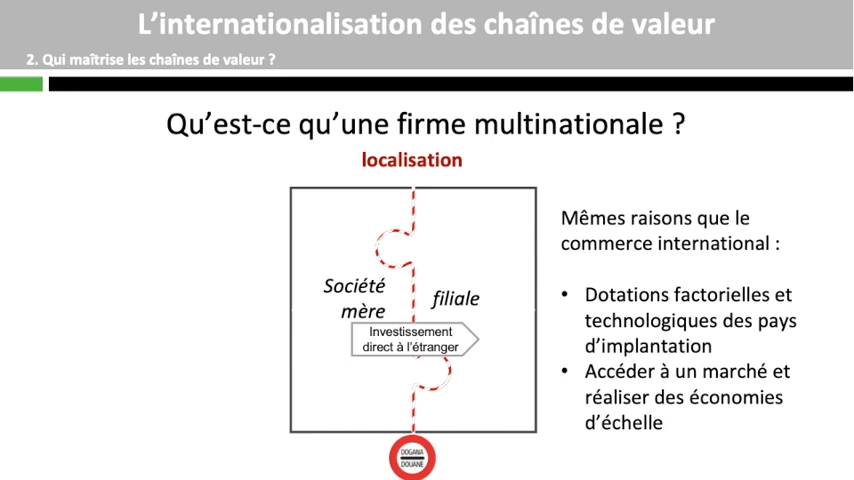 L’internationalisation des chaînes de valeur
2. Qui maîtrise les chaînes de valeur ?
Qu’est-ce qu’une firme multinationale ?
localisation
Société
mère
filiale
Investissement
direct à l’étranger
DOGANA
DOUANE
Mêmes raisons que le
commerce international :
• Dotations factorielles et
technologiques des pays
d’implantation
• Accéder à un marché et
réaliser des économies
d’échelle